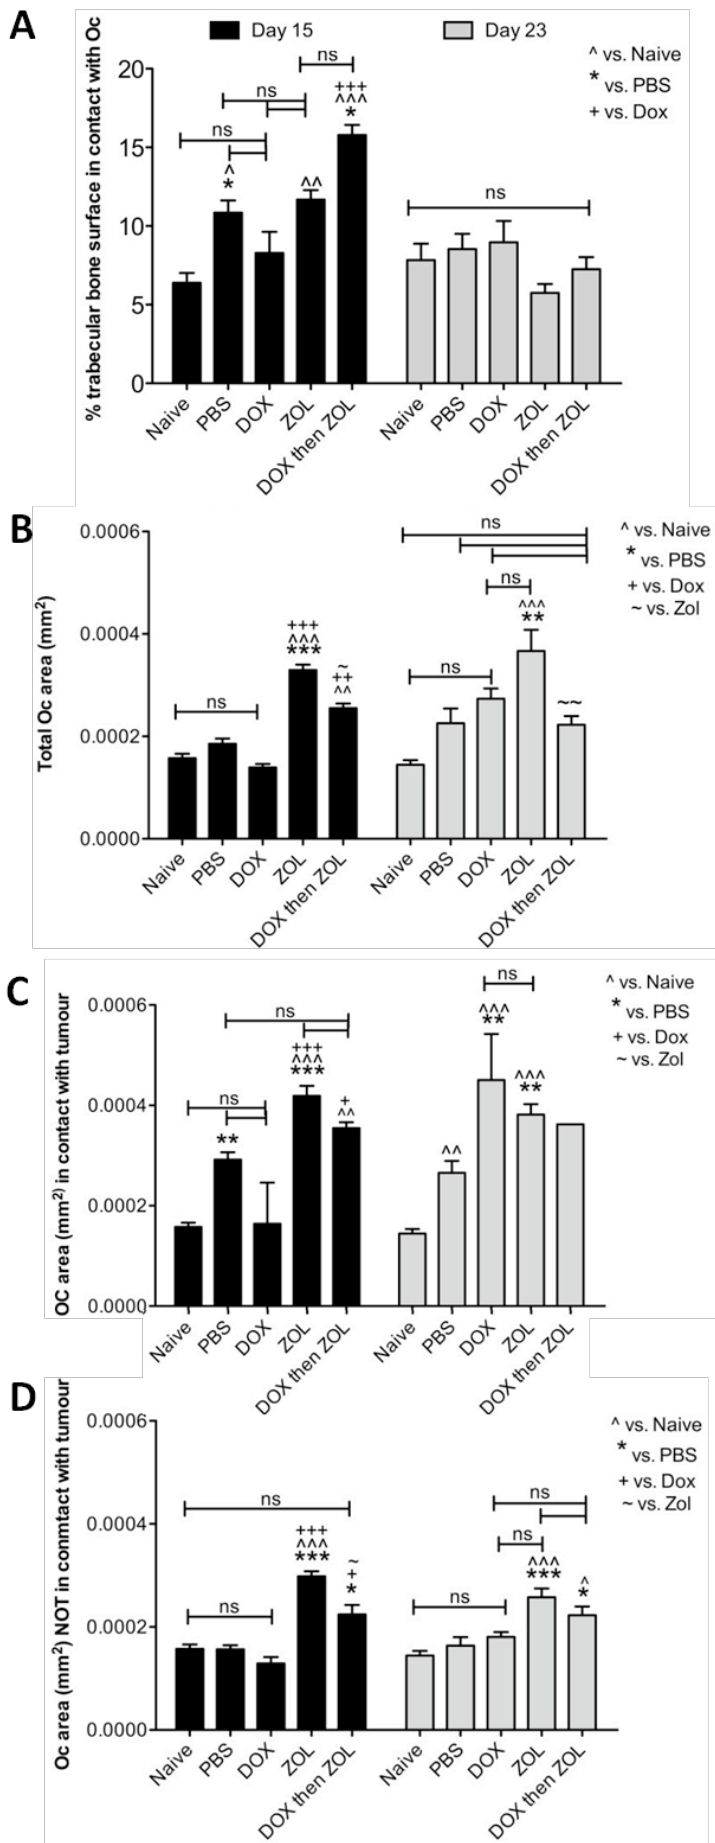 A
Day 15
Day 23
^ vs. Naive
* vs. PBS
+ vs. Dox
% trabecular bone surface in contact with Oc
20
15
10
5
0
ns
ns
ns
+++
^^^
*
^
*
^^
ns
Naive
PBS
DOX
ZOL
DOX then ZOL
Naive
PBS
DOX
ZOL
DOX then ZOL
B
^ vs. Naive
* vs. PBS
+ vs. Dox
~ vs. Zol
Total Oc area (mm²)
0.0006
0.0004
0.0002
0.0000
ns
+++
^^^
***
~
++
^^
ns
ns
ns
^^^
**
~~
Naive
PBS
DOX
ZOL
DOX then ZOL
Naive
PBS
DOX
ZOL
DOX then ZOL
C
^ vs. Naive
* vs. PBS
+ vs. Dox
~ vs. Zol
OC area (mm²⁾ in contact with tumour
0.0006
0.0004
0.0002
0.0000
ns
ns
**
+++
^^^
***
+
^^
ns
^^
^^^
**
^^^
**
Naive
PBS
DOX
ZOL
DOX then ZOL
Naive
PBS
DOX
ZOL
DOX then ZOL
D
^ vs. Naive
* vs. PBS
+ vs. Dox
~ vs. Zol
Oc area (mm²) NOT in conmtact with tumour
0.0006
0.0004
0.0002
0.0000
ns
ns
+++
^^^
***
~
+
*
ns
ns
ns
^^^
***
^
*
Naive
PBS
DOX
ZOL
DOX then ZOL
Naive
PBS
DOX
ZOL
DOX then ZOL